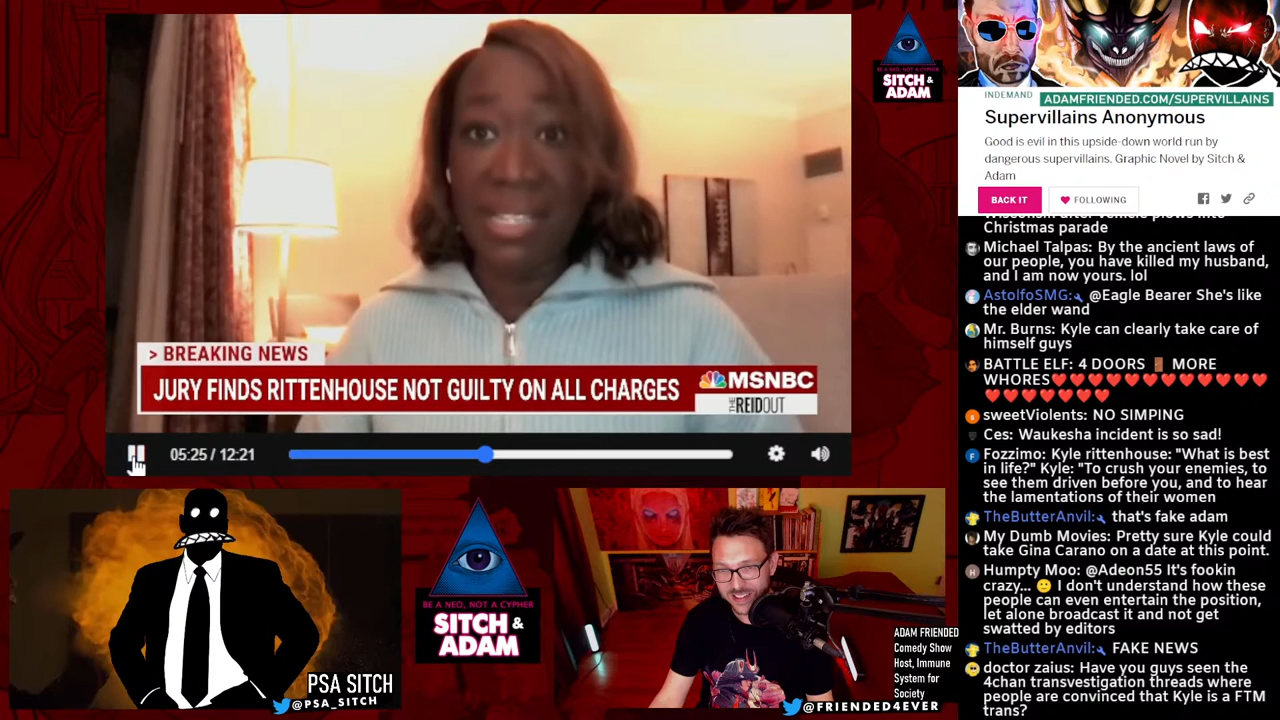 BE A NEO, NOT A CYPHER
SITCH &
ADAM
> BREAKING NEWS
JURY FINDS RITTENHOUSE NOT GUILTY ON ALL CHARGES
MSNBC
THE REIDOUT
05:25 / 12:21
PSA SITCH
@PSA_SITCH
BE A NEO, NOT A CYPHER
SITCH &
ADAM
ADAM FRIENDED
Comedy Show
Host, Immune
System for
Society
@FRIENDED4EVER
INDEMAND
ADAMFRIENDED.COM/SUPERVILLAINS
Supervillains Anonymous
Good is evil in this upside-down world run by
dangerous supervillains. Graphic Novel by Sitch &
Adam
BACK IT
FOLLOWING
Wisconsin after vehicle plows into
Christmas parade
Michael Talpas: By the ancient laws of
our people, you have killed my husband,
and I am now yours. lol
AstolfoSMG: @Eagle Bearer She's like
the elder wand
Mr. Burns: Kyle can clearly take care of
himself guys
BATTLE ELF: 4 DOORS 🚪 MORE
WHORES❤❤❤❤❤❤❤❤❤❤❤❤
❤❤❤❤❤❤❤
sweetViolents: NO SIMPING
Ces: Waukesha incident is so sad!
Fozzimo: Kyle rittenhouse: "What is best
in life?" Kyle: "To crush your enemies, to
see them driven before you, and to hear
the lamentations of their women
TheButterAnvil: that's fake adam
My Dumb Movies: Pretty sure Kyle could
take Gina Carano on a date at this point.
Humpty Moo: @Adeon55 It's fookin
crazy... 🙂 I don't understand how these
people can even entertain the position,
let alone broadcast it and not get
swatted by editors
TheButterAnvil: FAKE NEWS
doctor zaius: Have you guys seen the
4chan transvestigation threads where
people are convinced that Kyle is a FTM
trans?